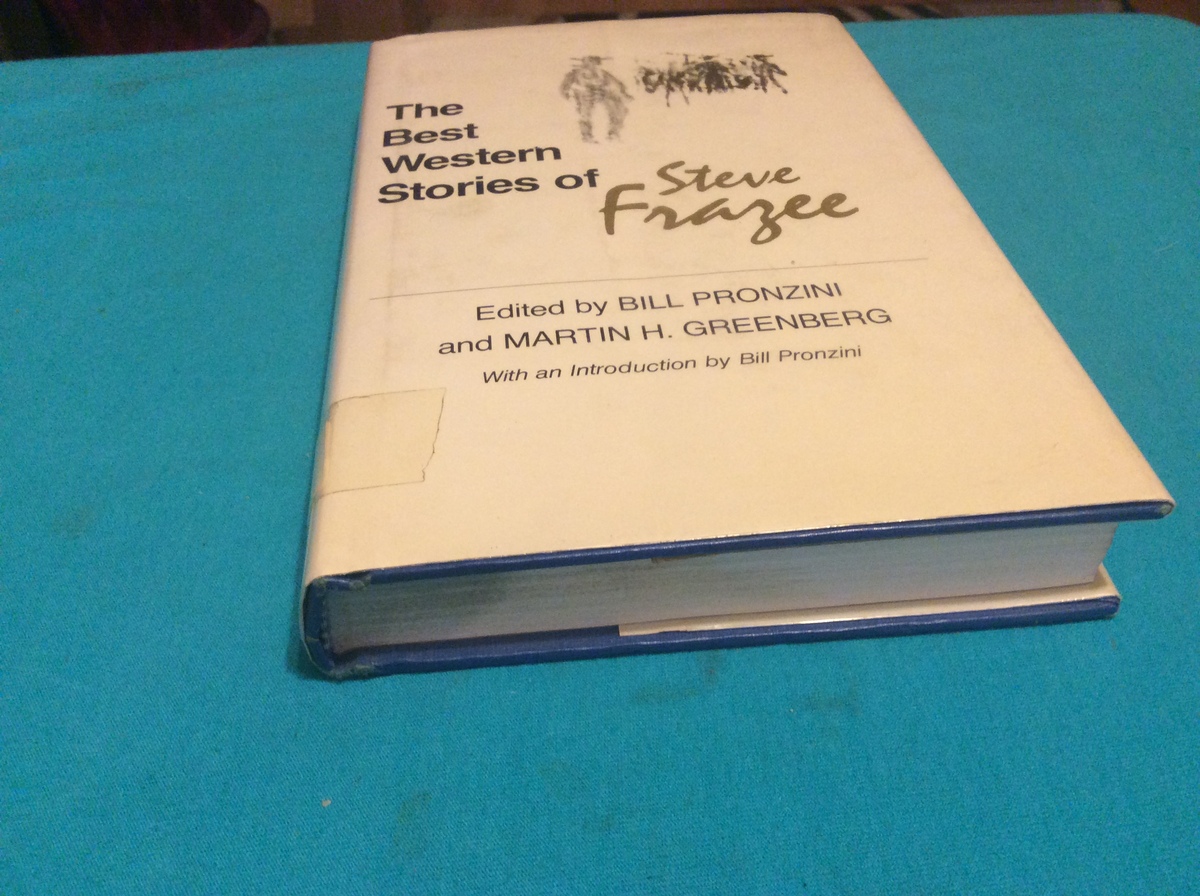 The
Best
Western
Stories of
Steve
Frazee
Edited by BILL PRONZINI
and MARTIN H. GREENBERG
With an Introduction by Bill Pronzini